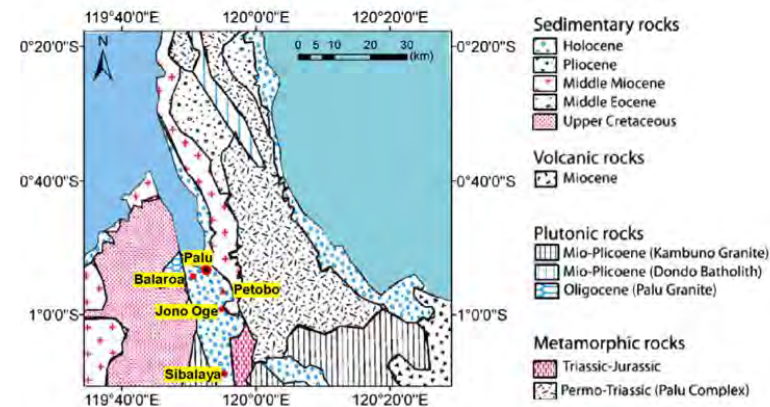 119°40'0"E 120°0'0"E 120°20'0"E
0°20'0"S 0°20'0"S
N
0 5 10 20 30
(km)
0°40'0"S 0°40'0"S
Palu
Balaroa
Petobo
Jono Oge
1°00'0"S 1°00'0"S
Sibalaya
119°40'0"E 120°0'0"E 120°20'0"E
Sedimentary rocks
Holocene
Pliocene
Middle Miocene
Middle Eocene
Upper Cretaceous
Volcanic rocks
Miocene
Plutonic rocks
Mio-Plicoene (Kambuno Granite)
Mio-Plicoene (Dondo Batholith)
Oligocene (Palu Granite)
Metamorphic rocks
Triassic-Jurassic
Permo-Triassic (Palu Complex)